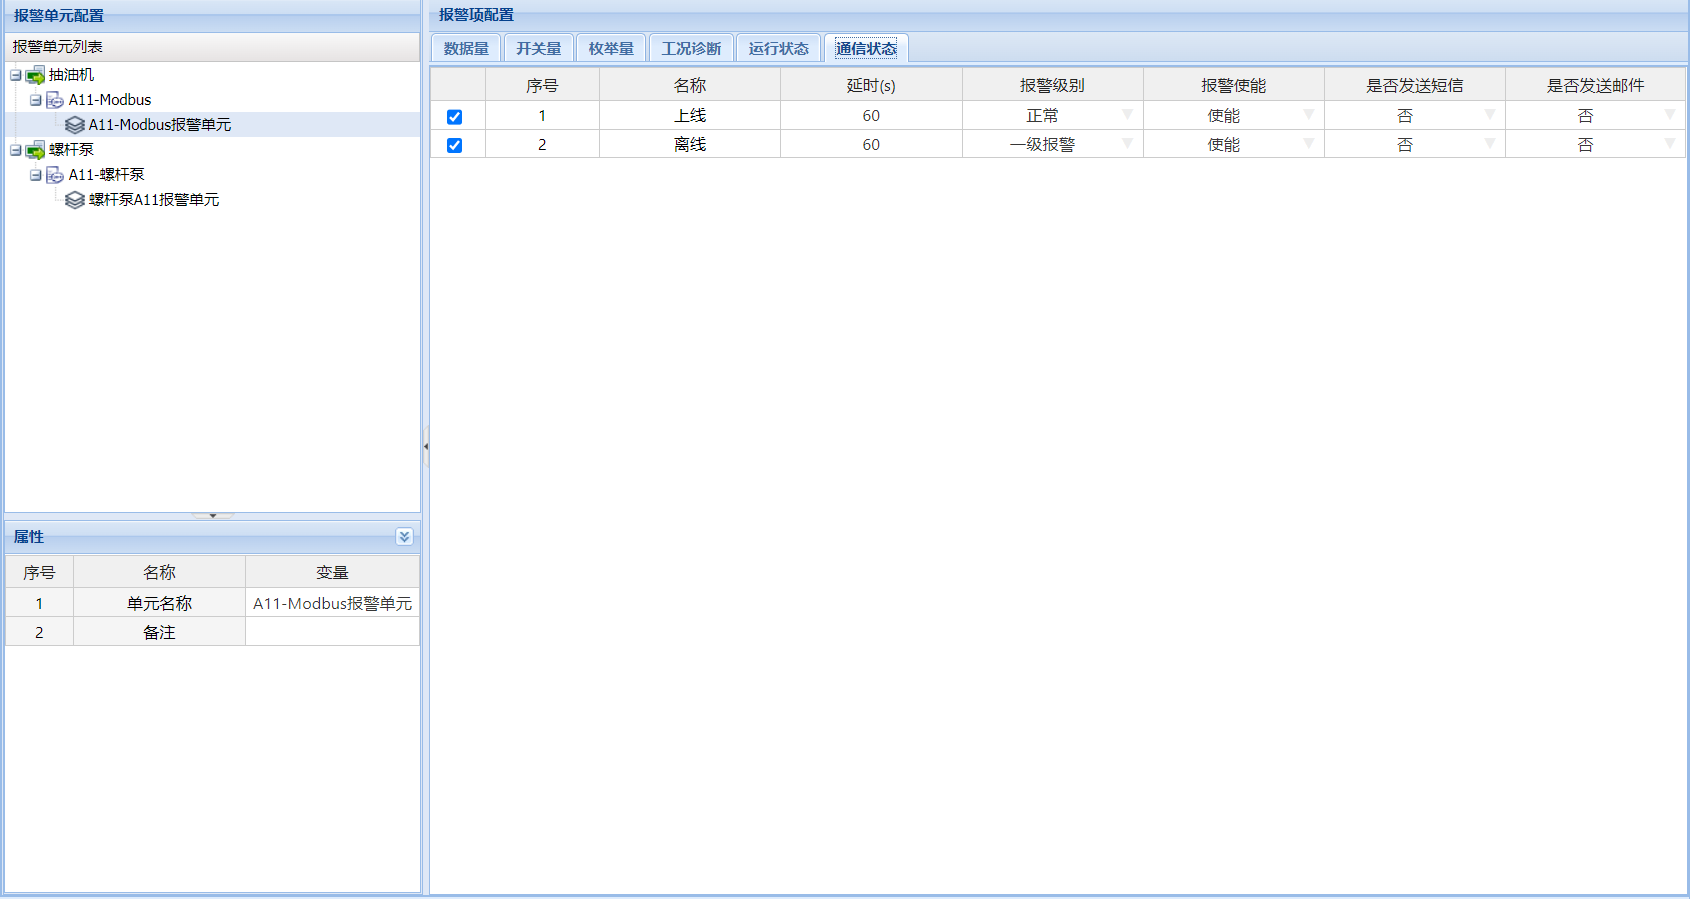 报警单元配置
报警单元列表
抽油机
A11-Modbus
A11-Modbus报警单元
螺杆泵
A11-螺杆泵
螺杆泵A11报警单元
属性
序号 名称 变量
1 单元名称 A11-Modbus报警单元
2 备注
报警项配置
数据量 开关量 枚举量 工况诊断 运行状态 通信状态
序号 名称 延时(s) 报警级别 报警使能 是否发送短信 是否发送邮件
1 上线 60 正常 使能 否 否
2 离线 60 一级报警 使能 否 否